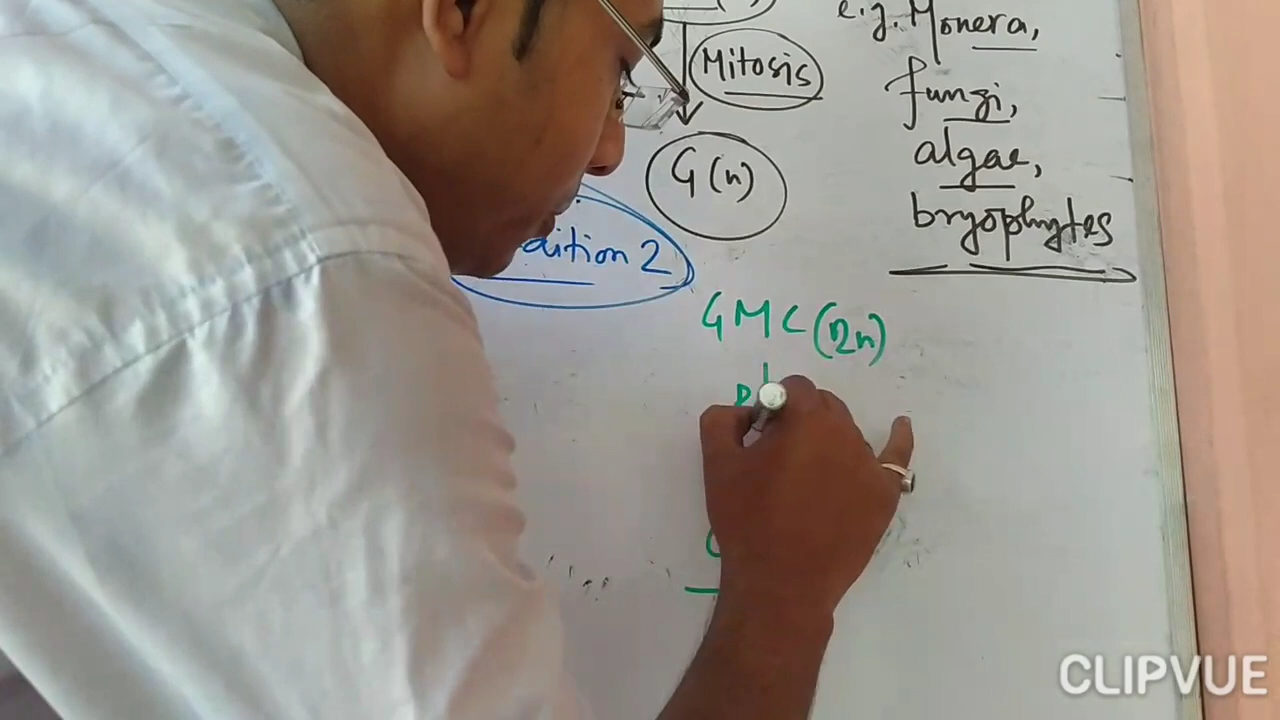 e.g. Monera,
Mitosis
fungi,
G(n)
algae,
bryophytes
dition 2
GMC (2n)
CLIPVUE